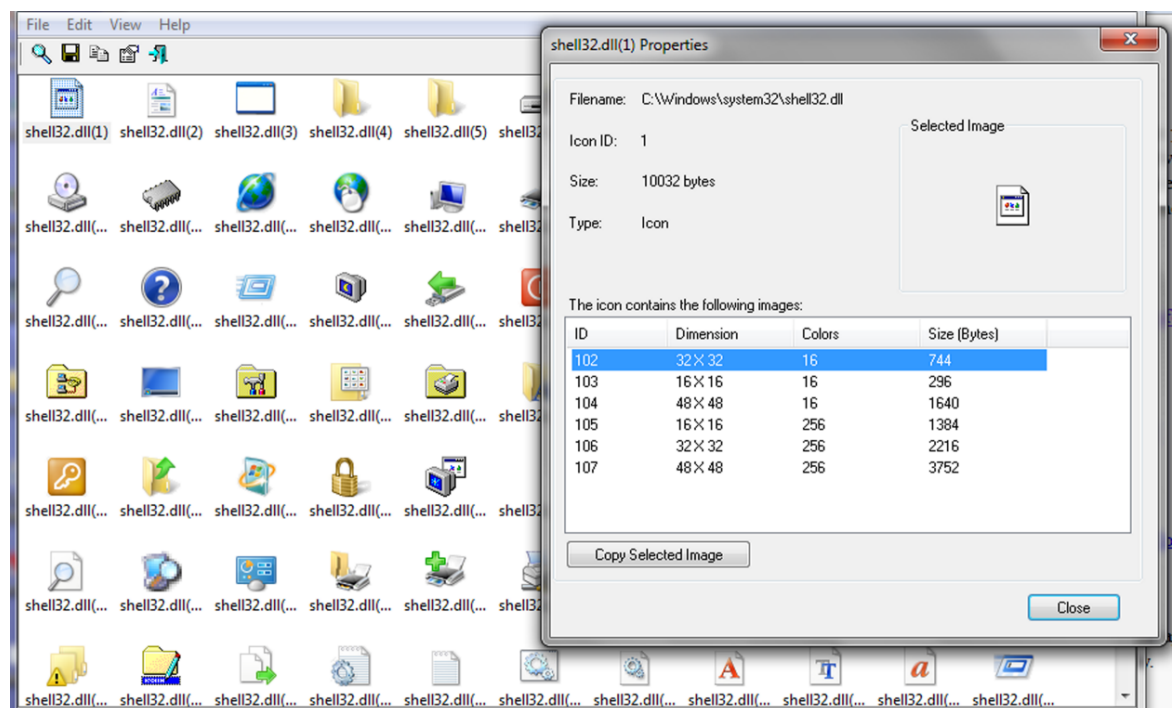 File Edit View Help
shell32.dll(1) shell32.dll(2) shell32.dll(3) shell32.dll(4) shell32.dll(5) shell32
shell32.dll(... shell32.dll(... shell32.dll(... shell32.dll(... shell32.dll(... shell32
shell32.dll(... shell32.dll(... shell32.dll(... shell32.dll(... shell32.dll(... shell32
shell32.dll(... shell32.dll(... shell32.dll(... shell32.dll(... shell32.dll(... shell32
shell32.dll(... shell32.dll(... shell32.dll(... shell32.dll(... shell32.dll(... shell32
shell32.dll(... shell32.dll(... shell32.dll(... shell32.dll(... shell32.dll(... shell32
shell32.dll(... shell32.dll(... shell32.dll(... shell32.dll(... shell32.dll(... shell32.dll(... shell32.dll(... shell32.dll(... shell32.dll(... shell32.dll(... shell32.dll(...
shell32.dll(1) Properties
Filename: C:\Windows\system32\shell32.dll
Icon ID: 1
Size: 10032 bytes
Type: Icon
Selected Image
The icon contains the following images:
ID Dimension Colors Size (Bytes)
102 32 X 32 16 744
103 16 X 16 16 296
104 48 X 48 16 1640
105 16 X 16 256 1384
106 32 X 32 256 2216
107 48 X 48 256 3752
Copy Selected Image
Close